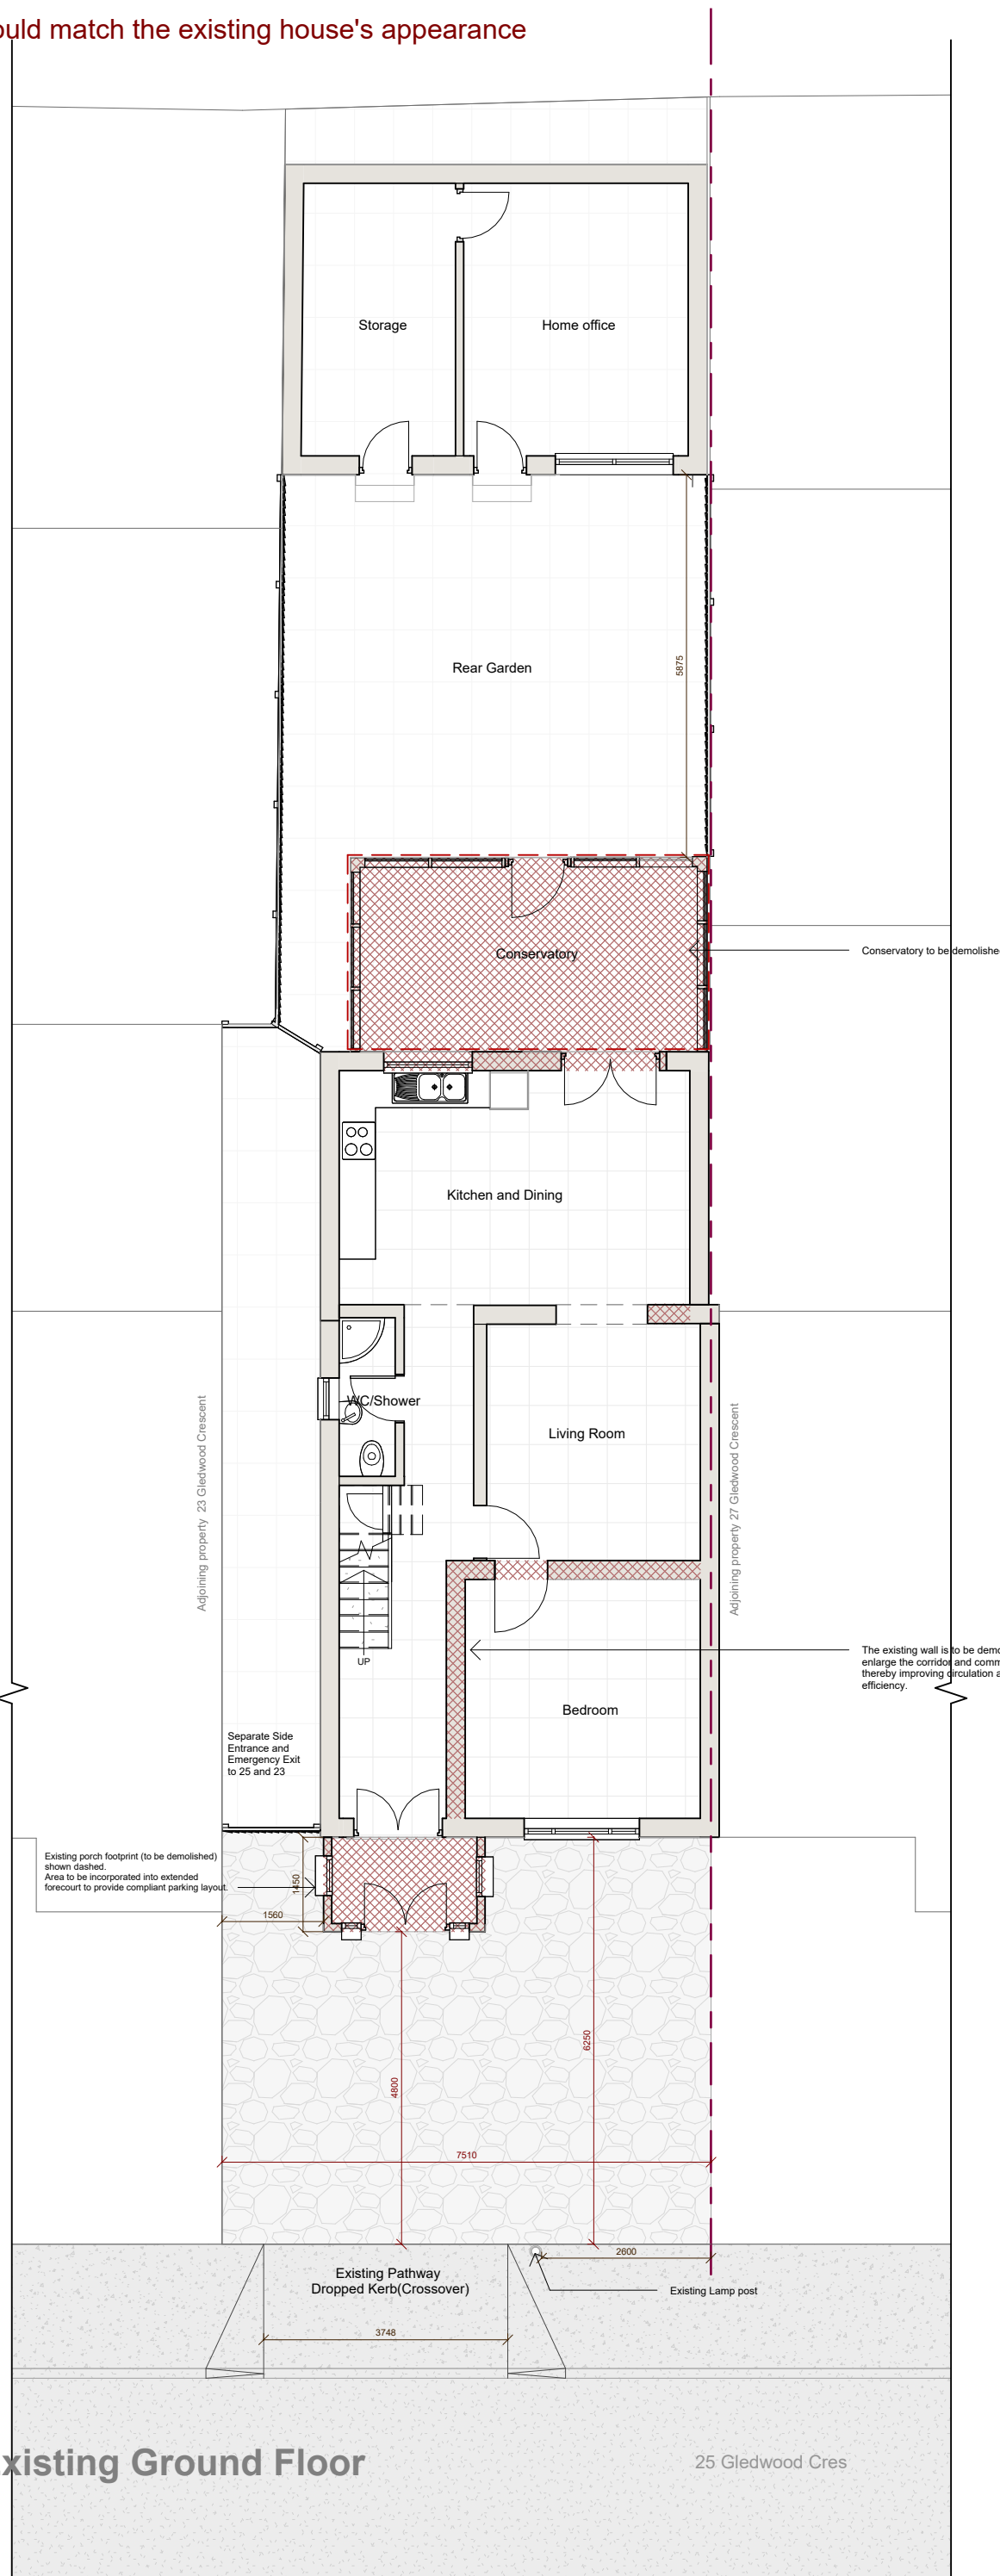 ould match the existing house's appearance
Storage
Home office
Rear Garden
5875
Conservatory
Conservatory to be demolishe
Kitchen and Dining
WC/Shower
Living Room
Adjoining property 23 Gledwood Crescent
Adjoining property 27 Gledwood Crescent
UP
The existing wall is to be demo
enlarge the corridor and comm
thereby improving circulation a
efficiency.
Bedroom
Separate Side
Entrance and
Emergency Exit
to 25 and 23
Existing porch footprint (to be demolished)
shown dashed.
Area to be incorporated into extended
forecourt to provide compliant parking layout.
1450
1560
6250
4800
7510
2600
Existing Pathway
Dropped Kerb(Crossover)
Existing Lamp post
3748
xisting Ground Floor
25 Gledwood Cres